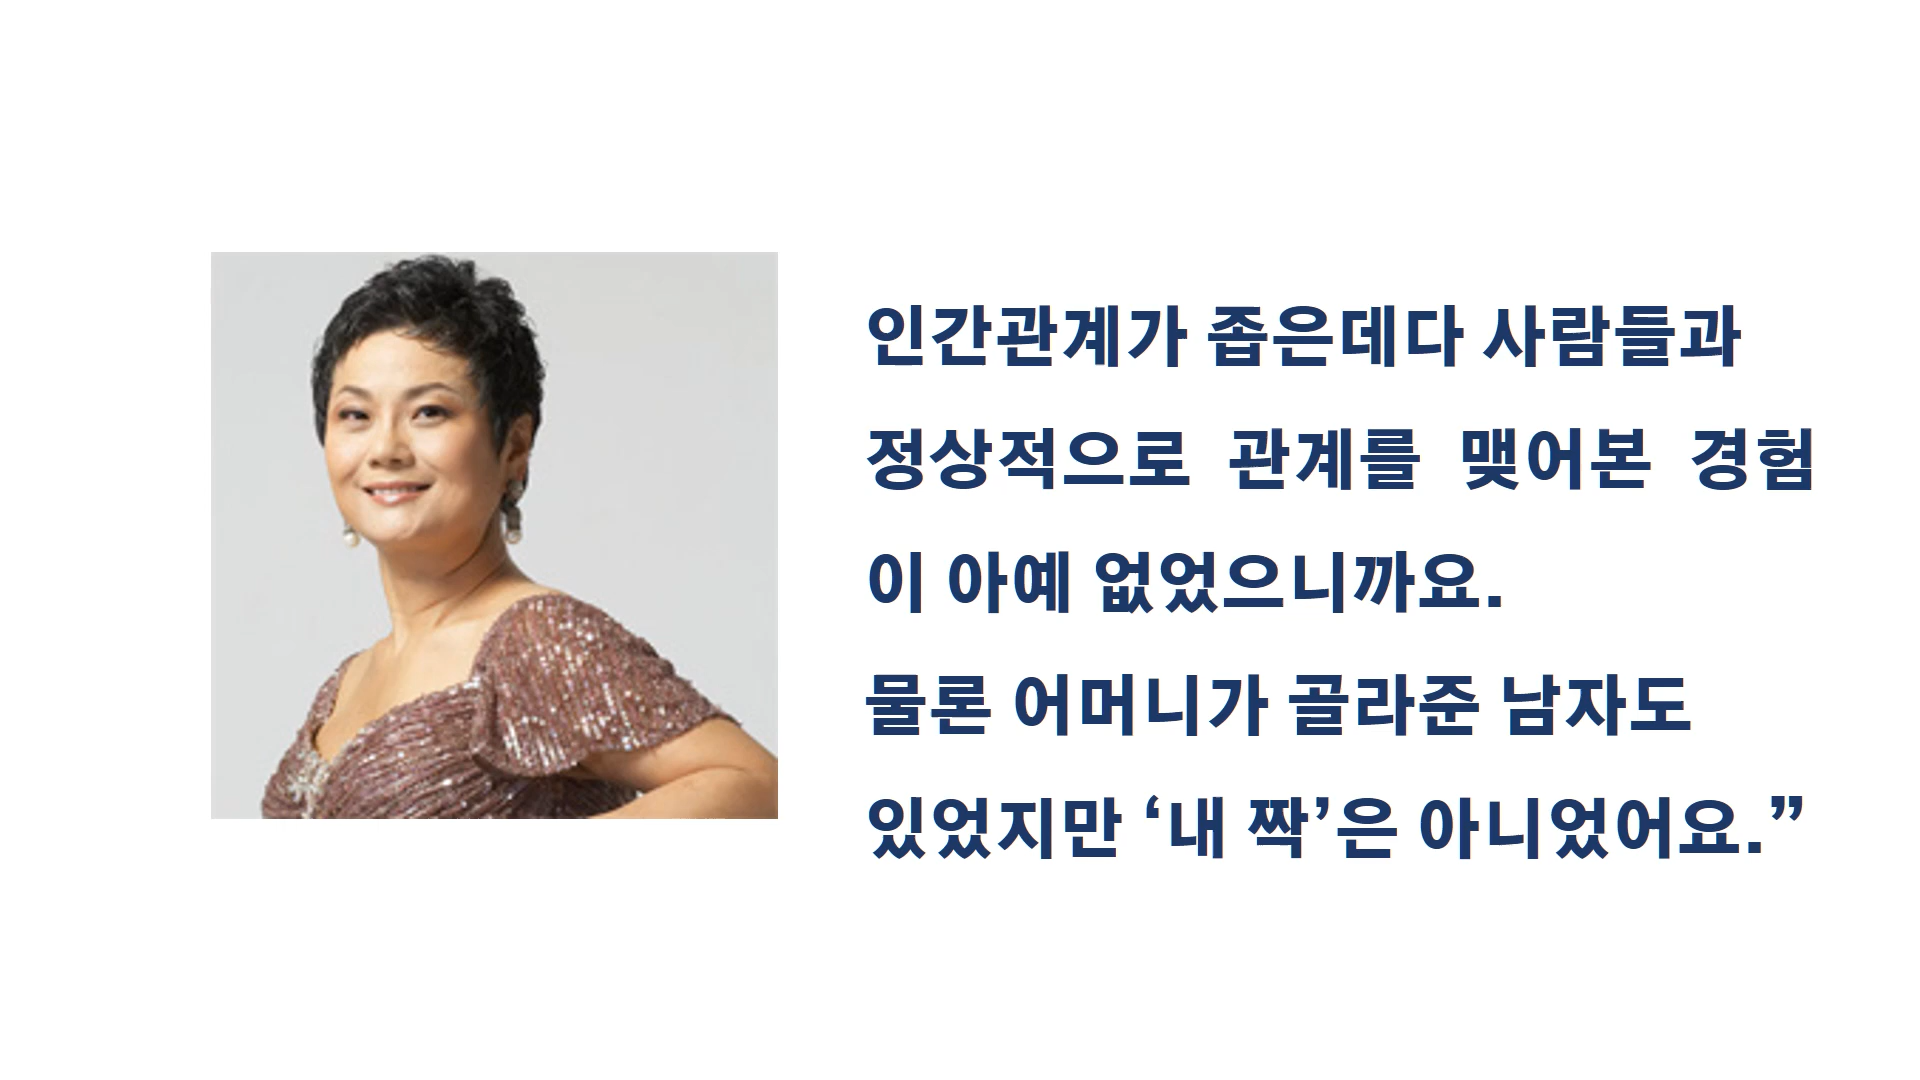 인간관계가 좁은데다 사람들과
정상적으로 관계를 맺어본 경험
이 아예 없었으니까요.
물론 어머니가 골라준 남자도
있었지만 ‘내 짝’은 아니었어요.”